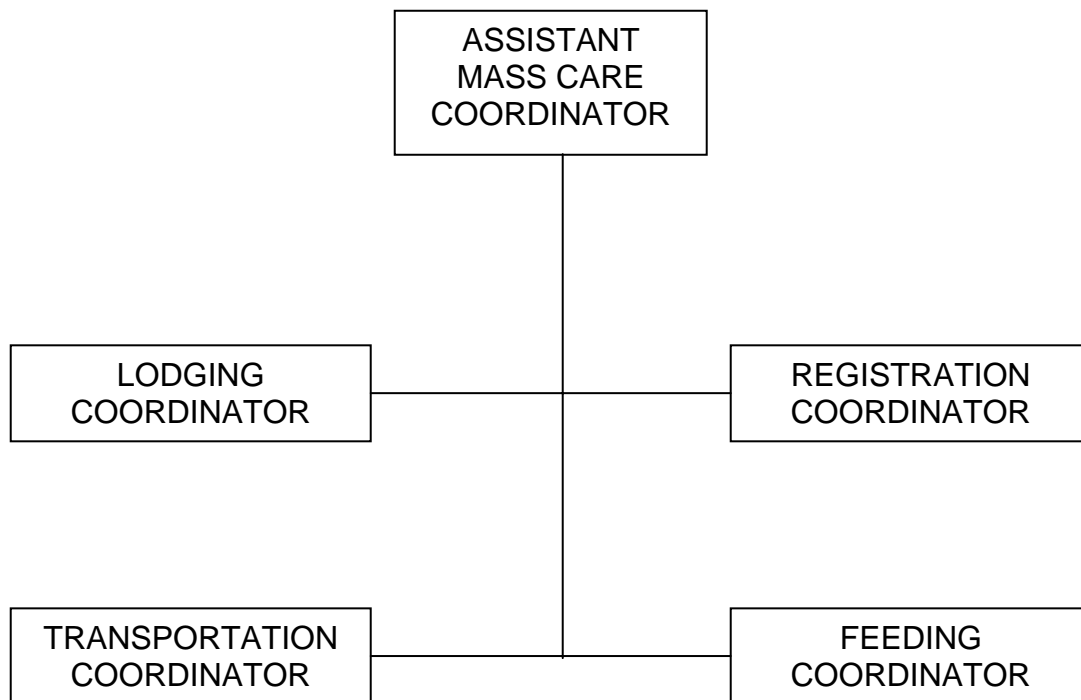 ASSISTANT
MASS CARE
COORDINATOR
LODGING
COORDINATOR
REGISTRATION
COORDINATOR
TRANSPORTATION
COORDINATOR
FEEDING
COORDINATOR